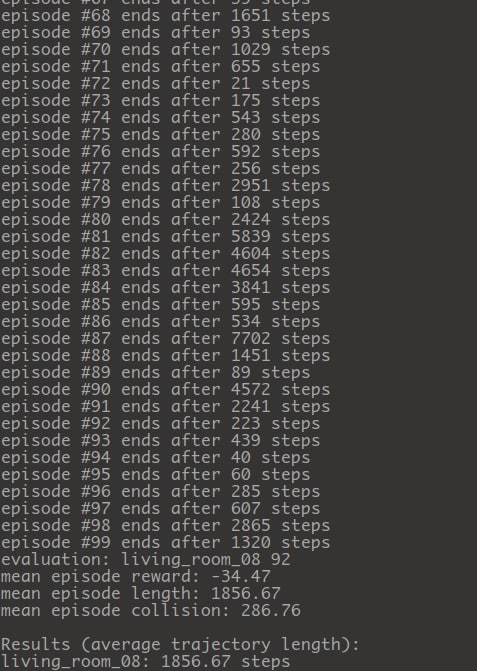 episode #67 ends after 99 steps
episode #68 ends after 1651 steps
episode #69 ends after 93 steps
episode #70 ends after 1029 steps
episode #71 ends after 655 steps
episode #72 ends after 21 steps
episode #73 ends after 175 steps
episode #74 ends after 543 steps
episode #75 ends after 280 steps
episode #76 ends after 592 steps
episode #77 ends after 256 steps
episode #78 ends after 2951 steps
episode #79 ends after 108 steps
episode #80 ends after 2424 steps
episode #81 ends after 5839 steps
episode #82 ends after 4604 steps
episode #83 ends after 4654 steps
episode #84 ends after 3841 steps
episode #85 ends after 595 steps
episode #86 ends after 534 steps
episode #87 ends after 7702 steps
episode #88 ends after 1451 steps
episode #89 ends after 89 steps
episode #90 ends after 4572 steps
episode #91 ends after 2241 steps
episode #92 ends after 223 steps
episode #93 ends after 439 steps
episode #94 ends after 40 steps
episode #95 ends after 60 steps
episode #96 ends after 285 steps
episode #97 ends after 607 steps
episode #98 ends after 2865 steps
episode #99 ends after 1320 steps
evaluation: living_room_08 92
mean episode reward: -34.47
mean episode length: 1856.67
mean episode collision: 286.76
Results (average trajectory length):
living_room_08: 1856.67 steps